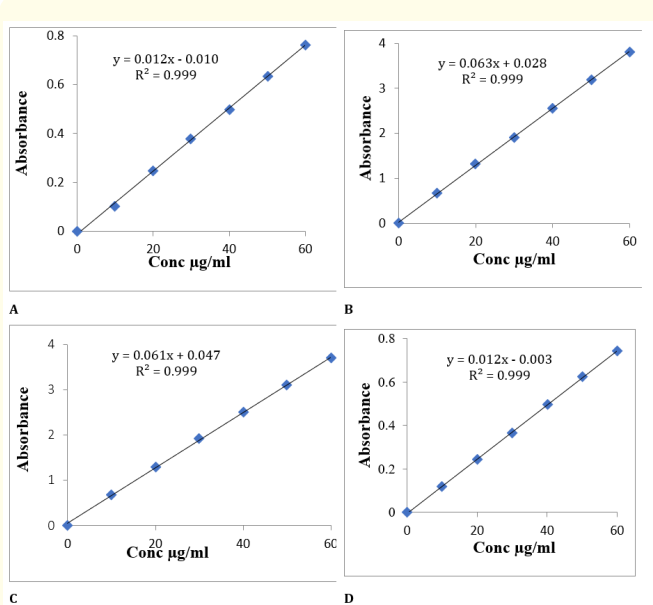 0.8
0.6
0.4
0.2
0
0 20 40 60
Absorbance
Conc µg/ml
y = 0.012x - 0.010
R² = 0.999
A
4
3
2
1
0
0 20 40 60
Absorbance
Conc µg/ml
y = 0.063x + 0.028
R² = 0.999
B
4
3
2
1
0
0 20 40 60
Absorbance
Conc µg/ml
y = 0.061x + 0.047
R² = 0.999
C
0.8
0.6
0.4
0.2
0
0 20 40 60
Absorbance
Conc µg/ml
y = 0.012x - 0.003
R² = 0.999
D